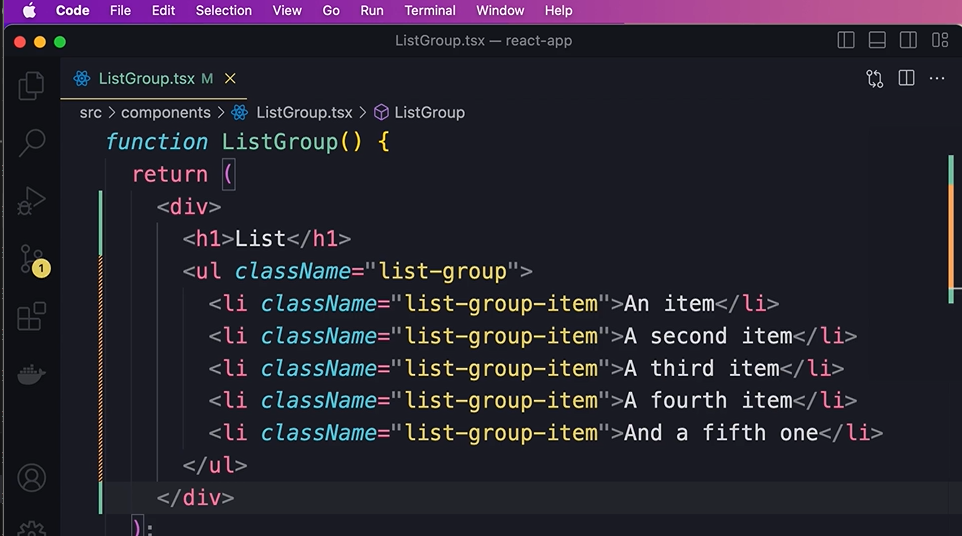 Code File Edit Selection View Go Run Terminal Window Help
ListGroup.tsx — react-app
ListGroup.tsx M
src > components > ListGroup.tsx > ListGroup
function ListGroup() {
return (
<div>
<h1>List</h1>
<ul className="list-group">
<li className="list-group-item">An item</li>
<li className="list-group-item">A second item</li>
<li className="list-group-item">A third item</li>
<li className="list-group-item">A fourth item</li>
<li className="list-group-item">And a fifth one</li>
</ul>
</div>
);
1